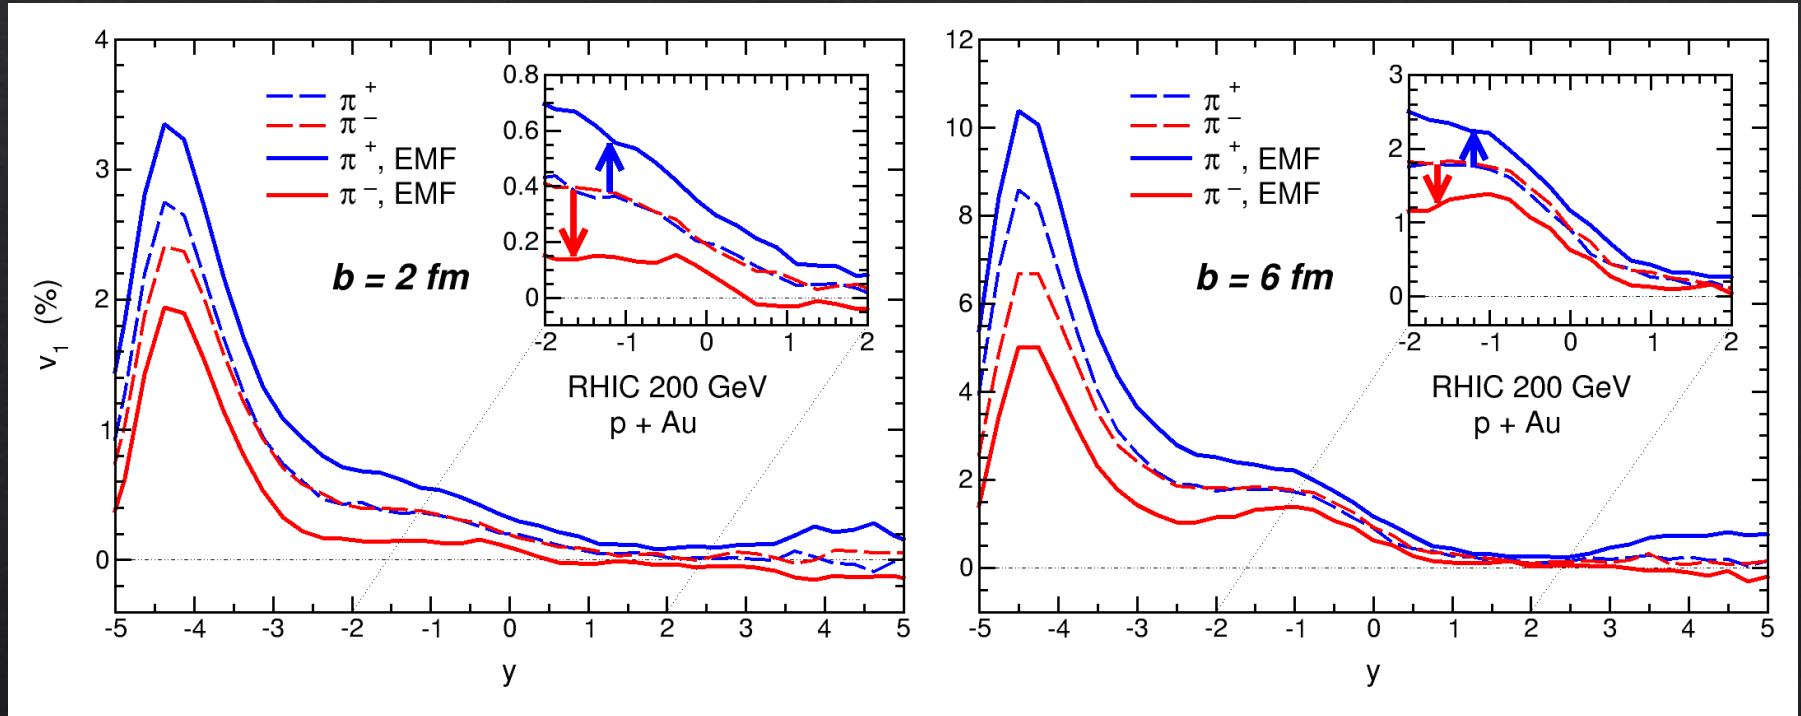 4
3
2
1
0
v₁ (%)
π⁺
π⁻
π⁺, EMF
π⁻, EMF
b = 2 fm
0.8
0.6
0.4
0.2
0
-2 -1 0 1 2
RHIC 200 GeV
p + Au
-5 -4 -3 -2 -1 0 1 2 3 4 5
y
12
10
8
6
4
2
0
π⁺
π⁻
π⁺, EMF
π⁻, EMF
b = 6 fm
3
2
1
0
-2 -1 0 1 2
RHIC 200 GeV
p + Au
-5 -4 -3 -2 -1 0 1 2 3 4 5
y